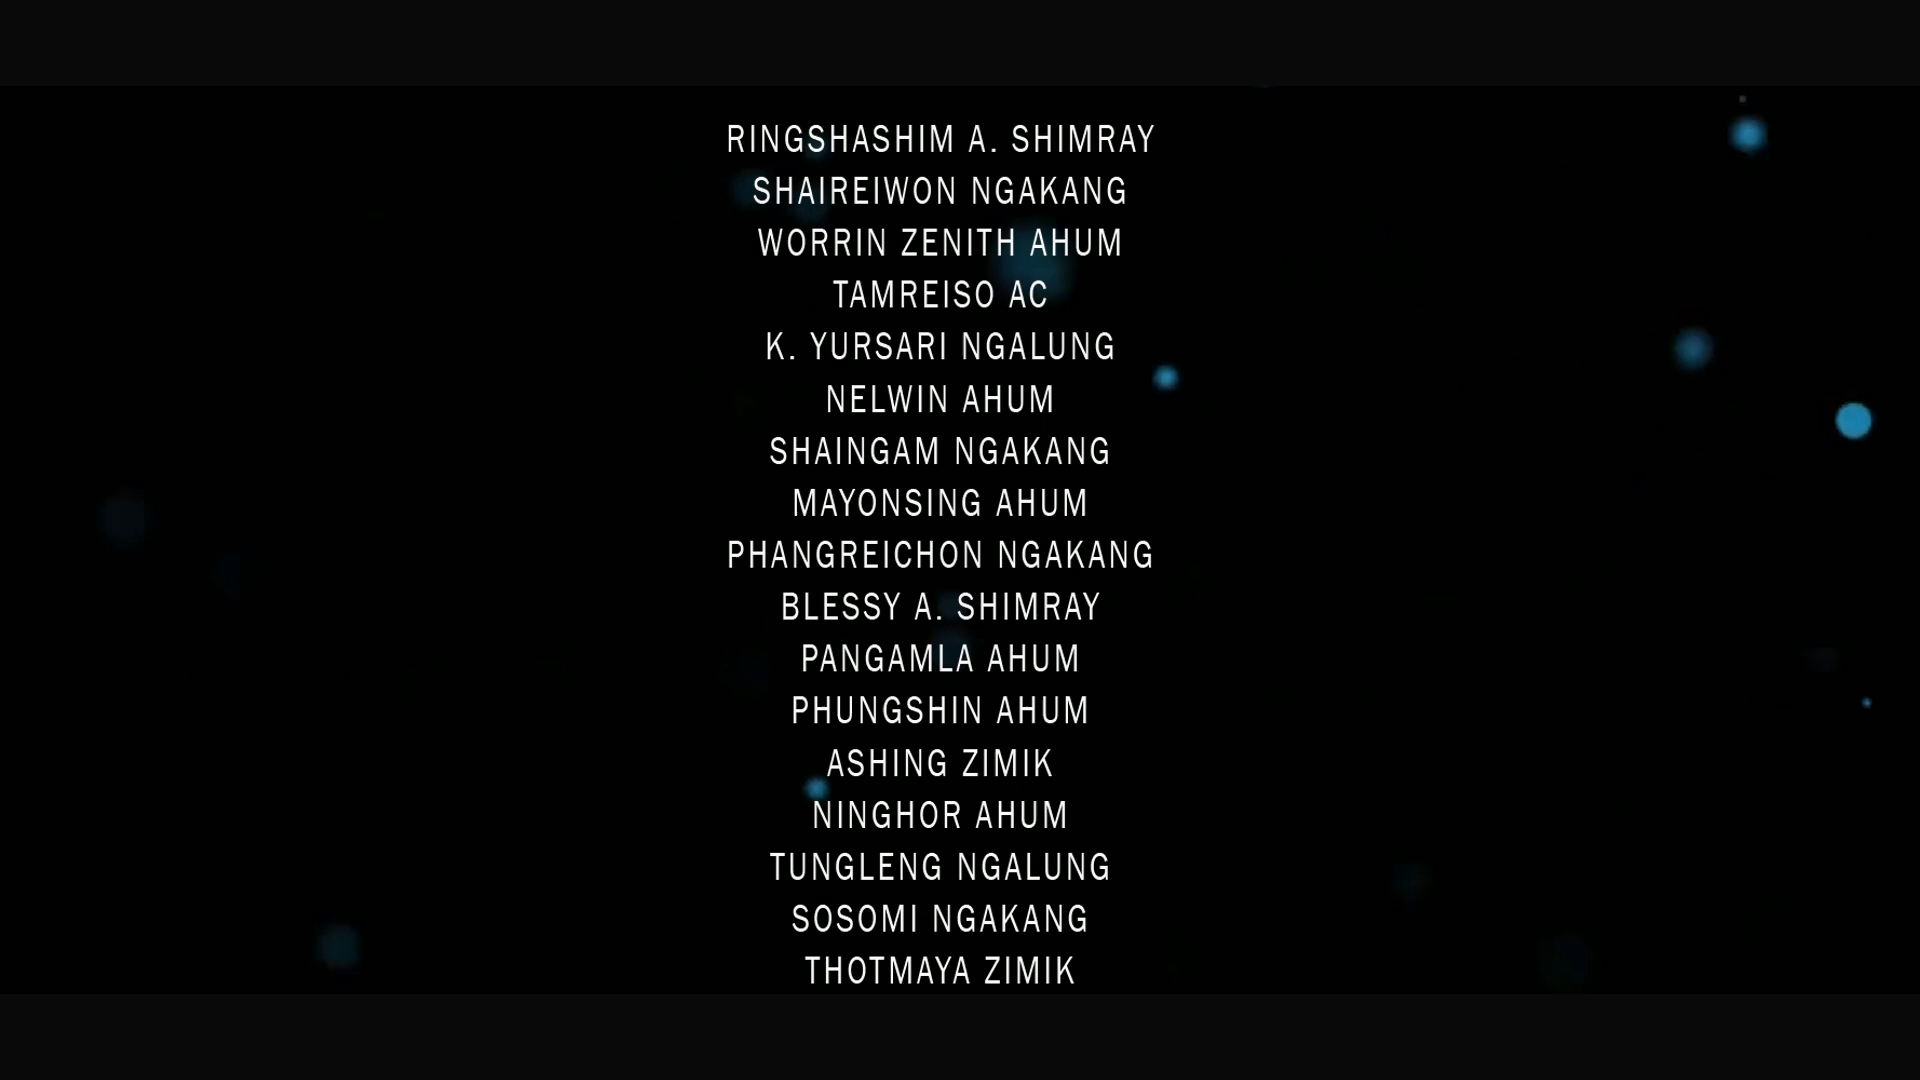 RINGSHASHIM A. SHIMRAY
SHAIREIWON NGAKANG
WORRIN ZENITH AHUM
TAMREISO AC
K. YURSARI NGALUNG
NELWIN AHUM
SHAINGAM NGAKANG
MAYONSING AHUM
PHANGREICHON NGAKANG
BLESSY A. SHIMRAY
PANGAMLA AHUM
PHUNGSHIN AHUM
ASHING ZIMIK
NINGHOR AHUM
TUNGLENG NGALUNG
SOSOMI NGAKANG
THOTMAYA ZIMIK